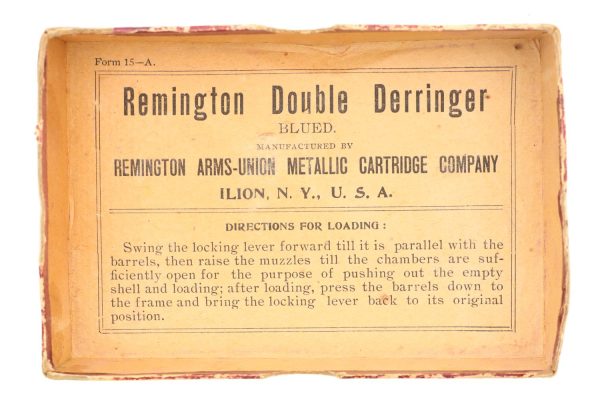 Form 15—A.
Remington Double Derringer
BLUED.
MANUFACTURED BY
REMINGTON ARMS-UNION METALLIC CARTRIDGE COMPANY
ILION, N. Y., U. S. A.
DIRECTIONS FOR LOADING:
Swing the locking lever forward till it is parallel with the
barrels, then raise the muzzles till the chambers are suf-
ficiently open for the purpose of pushing out the empty
shell and loading; after loading, press the barrels down to
the frame and bring the locking lever back to its original
position.